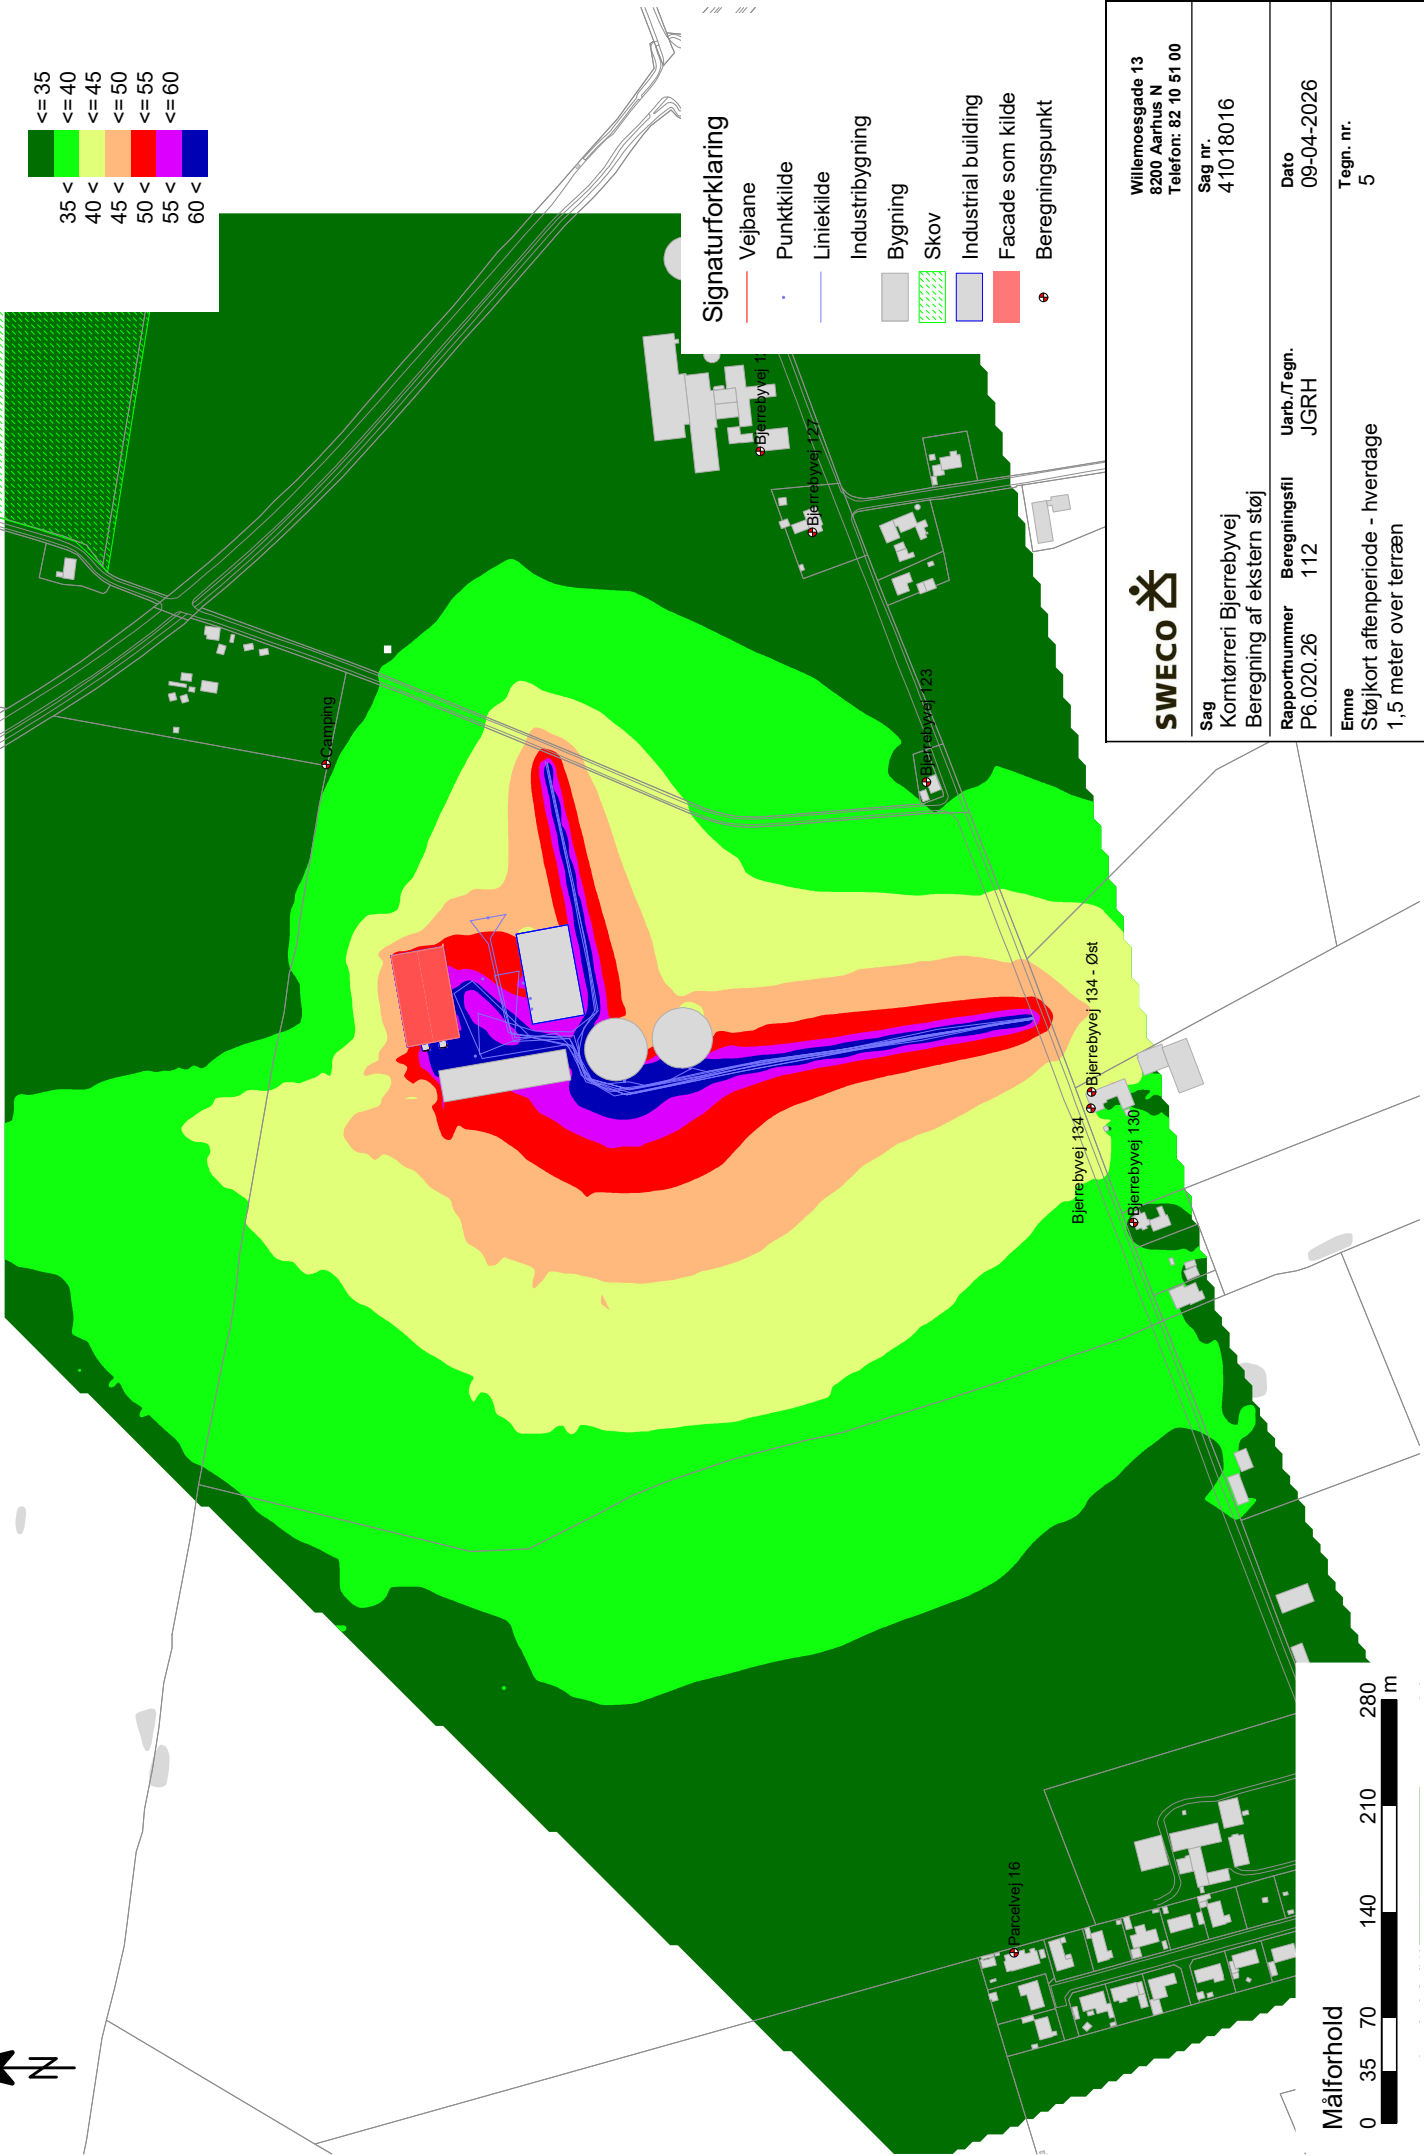 <= 35
35 < <= 40
40 < <= 45
45 < <= 50
50 < <= 55
55 < <= 60
60 <
Signaturforklaring
Vejbane
Punktkilde
Liniekilde
Industribygning
Bygning
Skov
Industrial building
Facade som kilde
Beregningspunkt
Camping
Bjerrebyvej 127
Bjerrebyvej 123
Bjerrebyvej 134 - Øst
Bjerrebyvej 134
Bjerrebyvej 130
Parcelvej 16
Bjerrebyvej
N
Målforhold
0 35 70 140 210 280
m
SWECO
Willemoesgade 13
8200 Aarhus N
Telefon: 82 10 51 00
Sag
Korntørreri Bjerrebyvej
Beregning af ekstern støj
Sag nr.
41018016
Rapportnummer Beregningsfil Uarb./Tegn. Dato
P6.020.26 112 JGRH 09-04-2026
Emne
Støjkort aftenperiode - hverdage
1,5 meter over terræn
Tegn. nr.
5